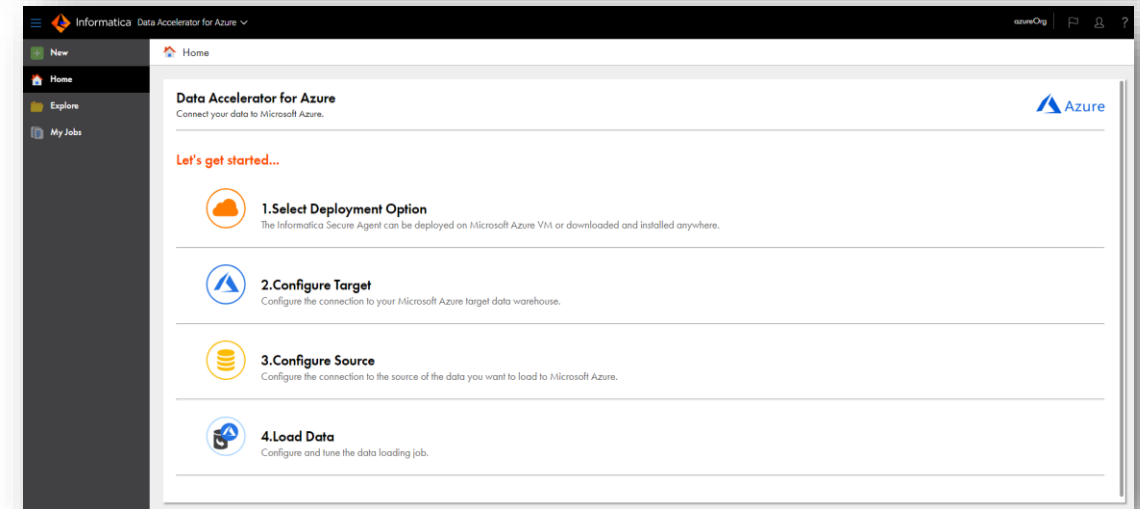 Informatica Data Accelerator for Azure
azureOrg
?
New
Home
Explore
My Jobs
Home
Data Accelerator for Azure
Connect your data to Microsoft Azure.
Azure
Let's get started...
1.Select Deployment Option
The Informatica Secure Agent can be deployed on Microsoft Azure VM or downloaded and installed anywhere.
2.Configure Target
Configure the connection to your Microsoft Azure target data warehouse.
3.Configure Source
Configure the connection to the source of the data you want to load to Microsoft Azure.
4.Load Data
Configure and tune the data loading job.